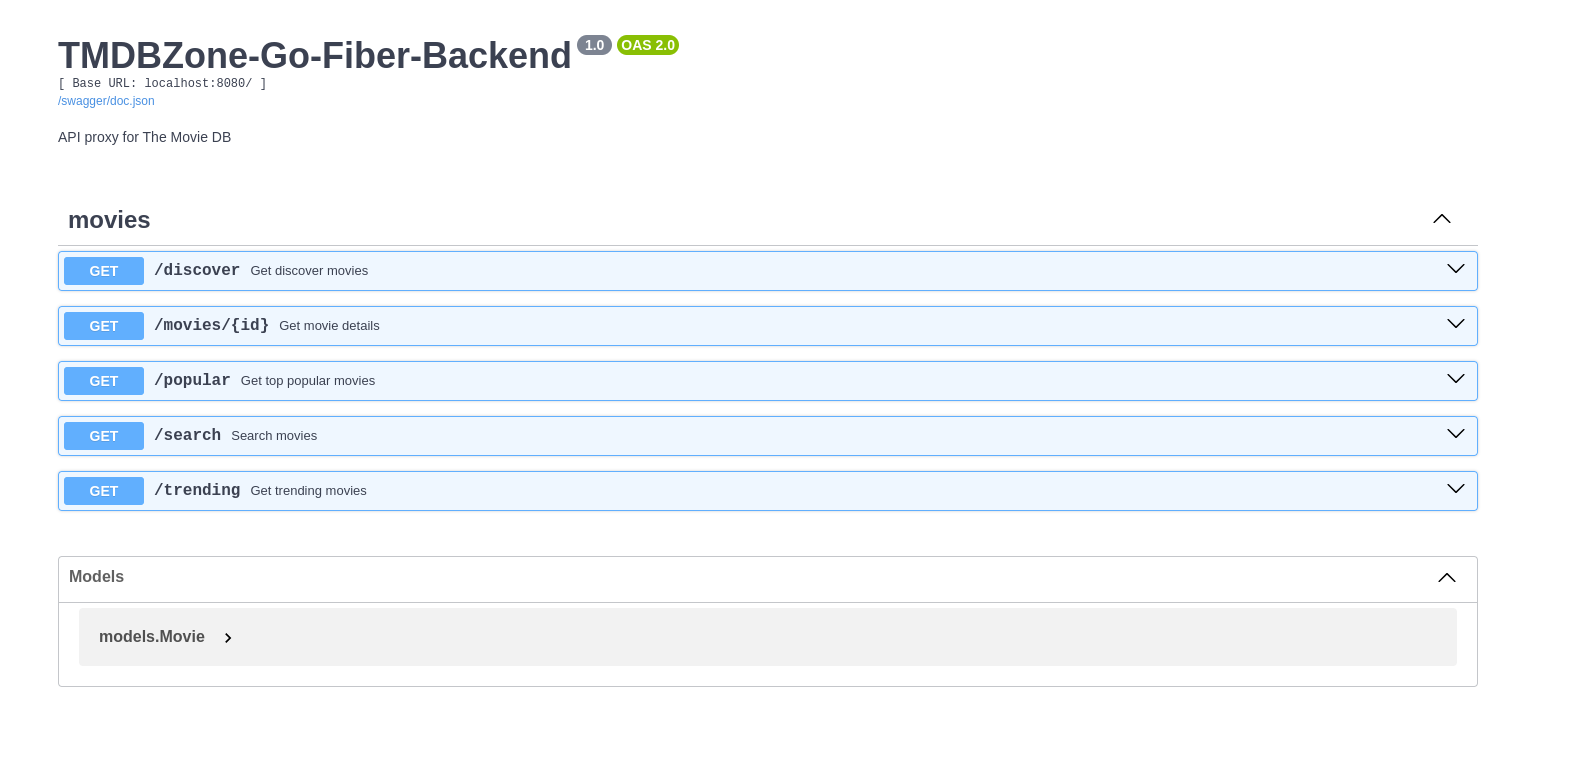 TMDBZone-Go-Fiber-Backend 1.0 OAS 2.0
[ Base URL: localhost:8080/ ]
/swagger/doc.json
API proxy for The Movie DB
movies
GET /discover Get discover movies
GET /movies/{id} Get movie details
GET /popular Get top popular movies
GET /search Search movies
GET /trending Get trending movies
Models
models.Movie